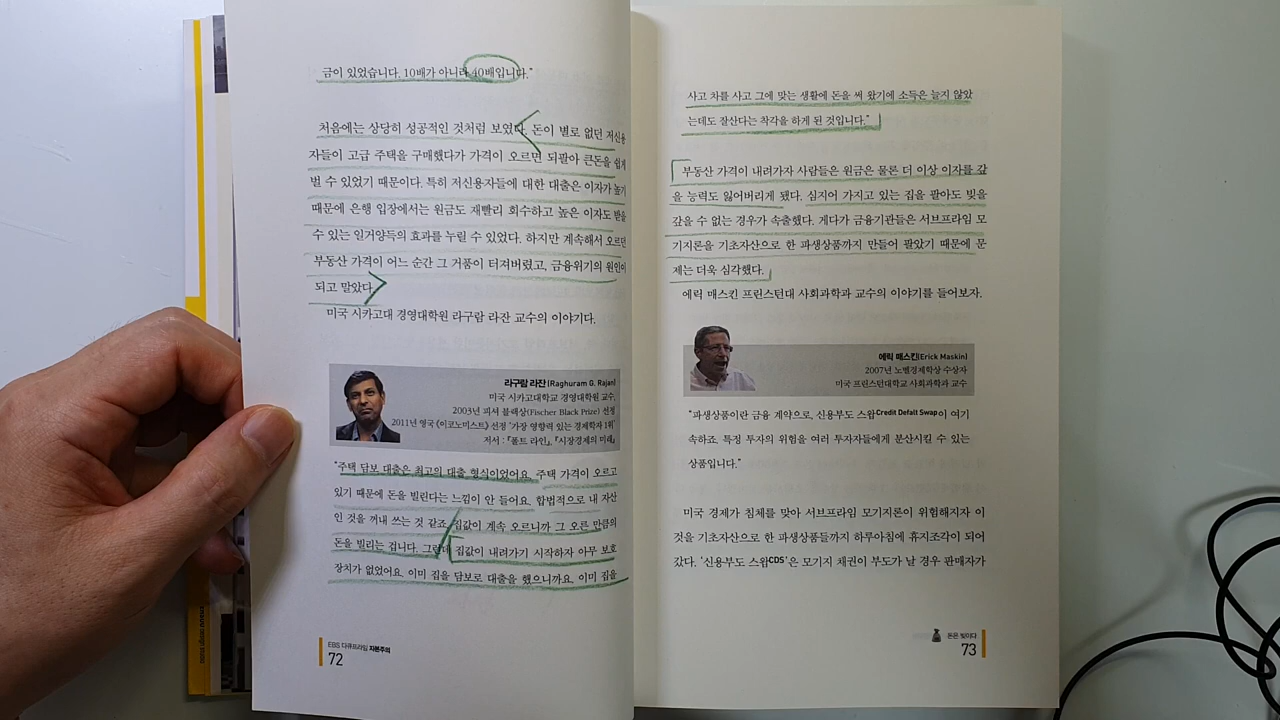 금이 있었습니다. 10배가 아니라 40배입니다."
처음에는 상당히 성공적인 것처럼 보였다. 돈이 별로 없던 저신용
자들이 고급 주택을 구매했다가 가격이 오르면 되팔아 큰돈을 쉽게
벌 수 있었기 때문이다. 특히 저신용자들에 대한 대출은 이자가 높기
때문에 은행 입장에서는 원금도 재빨리 회수하고 높은 이자도 받을
수 있는 일거양득의 효과를 누릴 수 있었다. 하지만 계속해서 오르던
부동산 가격이 어느 순간 그 거품이 터져버렸고, 금융위기의 원인이
되고 말았다.
미국 시카고대 경영대학원 라구람 라잔 교수의 이야기다.
라구람 라잔(Raghuram G. Rajan)
미국 시카고대학교 경영대학원 교수,
2003년 피셔 블랙상(Fischer Black Prize) 선정
2011년 영국 《이코노미스트》 선정 '가장 영향력 있는 경제학자 1위'
저서 : 『폴트 라인』, 『시장경제의 미래』
"주택 담보 대출은 최고의 대출 형식이었어요. 주택 가격이 오르고
있기 때문에 돈을 빌린다는 느낌이 안 들어요. 합법적으로 내 자산
인 것을 꺼내 쓰는 것 같죠. 집값이 계속 오르니까 그 오른 만큼의
돈을 빌리는 겁니다. 그런데 집값이 내려가기 시작하자 아무 보호
장치가 없었어요. 이미 집을 담보로 대출을 했으니까요. 이미 집을
EBS 다큐프라임 자본주의
72
사고 차를 사고 그에 맞는 생활에 돈을 써 왔기에 소득은 늘지 않았
는데도 잘산다는 착각을 하게 된 것입니다."
부동산 가격이 내려가자 사람들은 원금은 물론 더 이상 이자를 갚
을 능력도 잃어버리게 됐다. 심지어 가지고 있는 집을 팔아도 빚을
갚을 수 없는 경우가 속출했다. 게다가 금융기관들은 서브프라임 모
기지론을 기초자산으로 한 파생상품까지 만들어 팔았기 때문에 문
제는 더욱 심각했다.
에릭 매스킨 프린스턴대 사회과학과 교수의 이야기를 들어보자.
에릭 매스킨(Erick Maskin)
2007년 노벨경제학상 수상자
미국 프린스턴대학교 사회과학과 교수
"파생상품이란 금융 계약으로, 신용부도 스왑Credit Defalt Swap이 여기
속하죠. 특정 투자의 위험을 여러 투자자들에게 분산시킬 수 있는
상품입니다."
미국 경제가 침체를 맞아 서브프라임 모기지론이 위험해지자 이
것을 기초자산으로 한 파생상품들까지 하루아침에 휴지조각이 되어
갔다. '신용부도 스왑CDS'은 모기지 채권이 부도가 날 경우 판매자가
돈은 빚이다
73